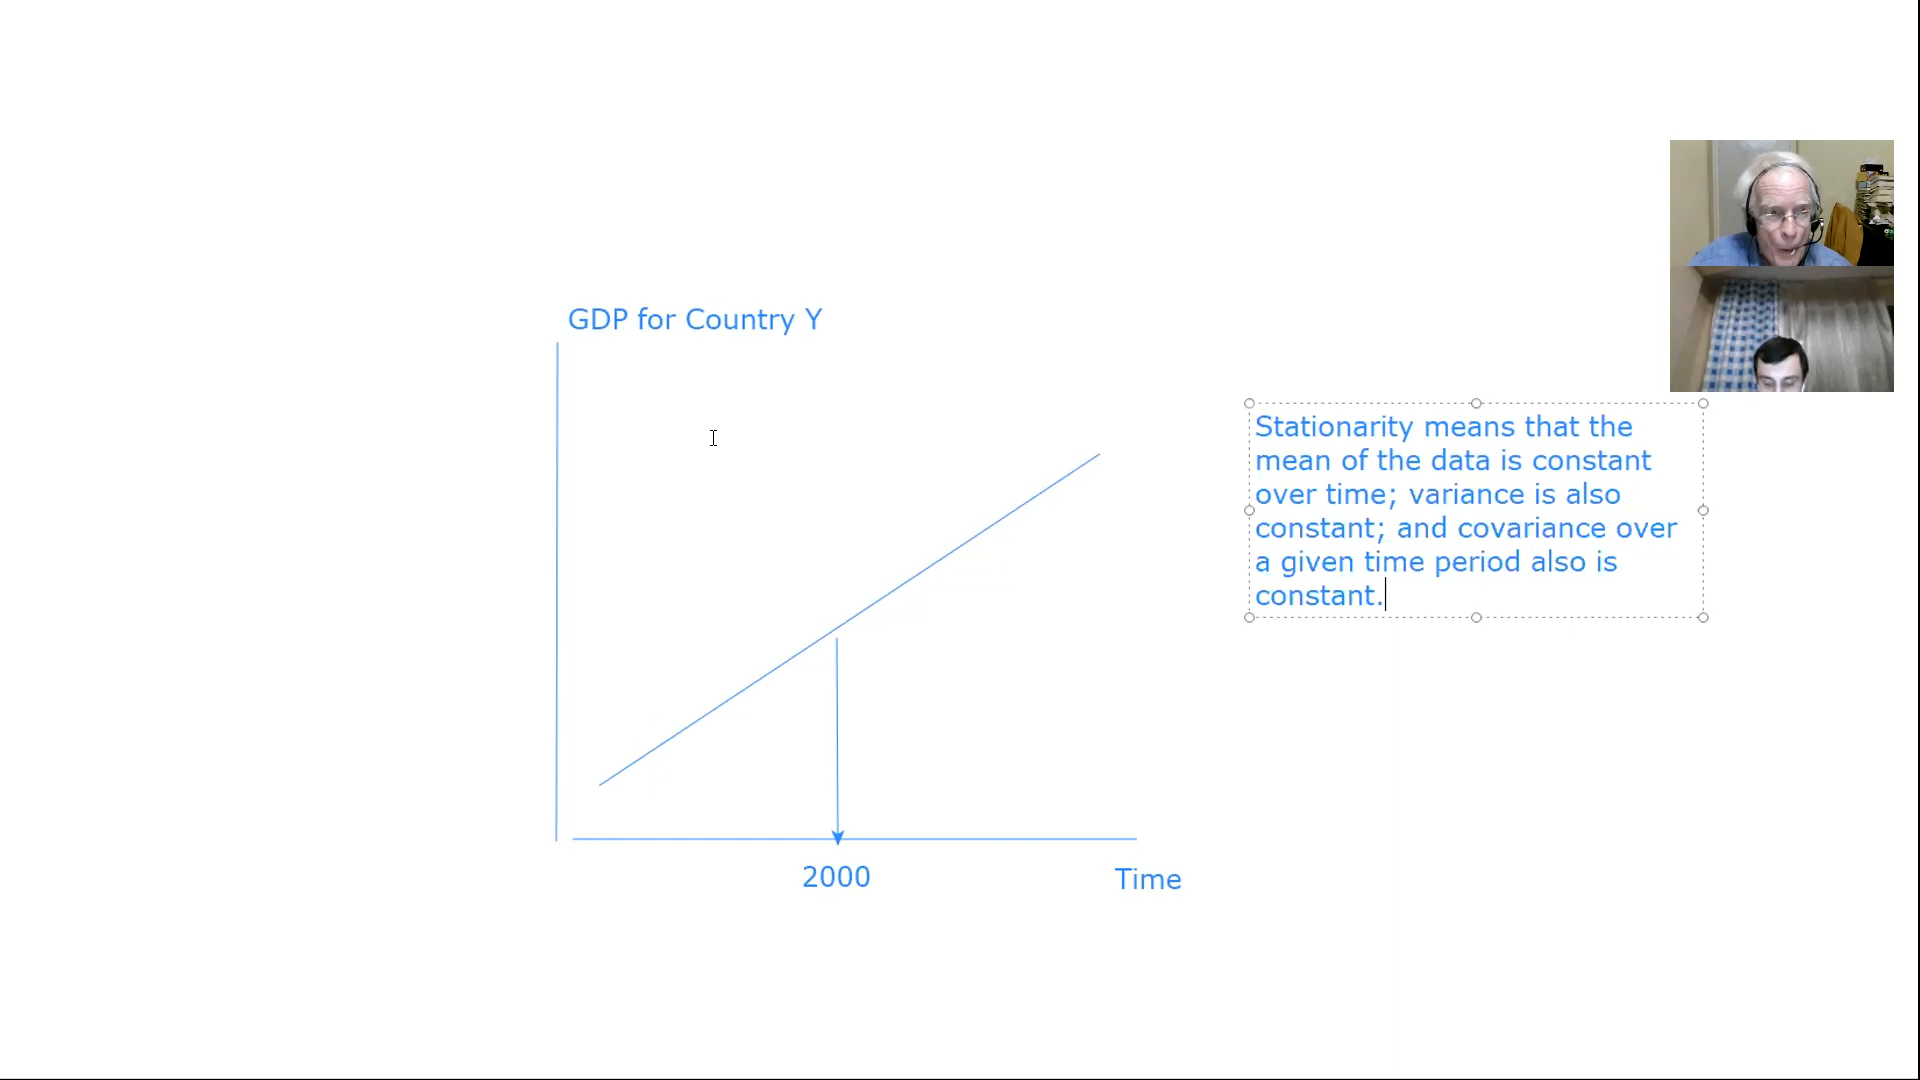 GDP for Country Y
Stationarity means that the
mean of the data is constant
over time; variance is also
constant; and covariance over
a given time period also is
constant.
2000
Time